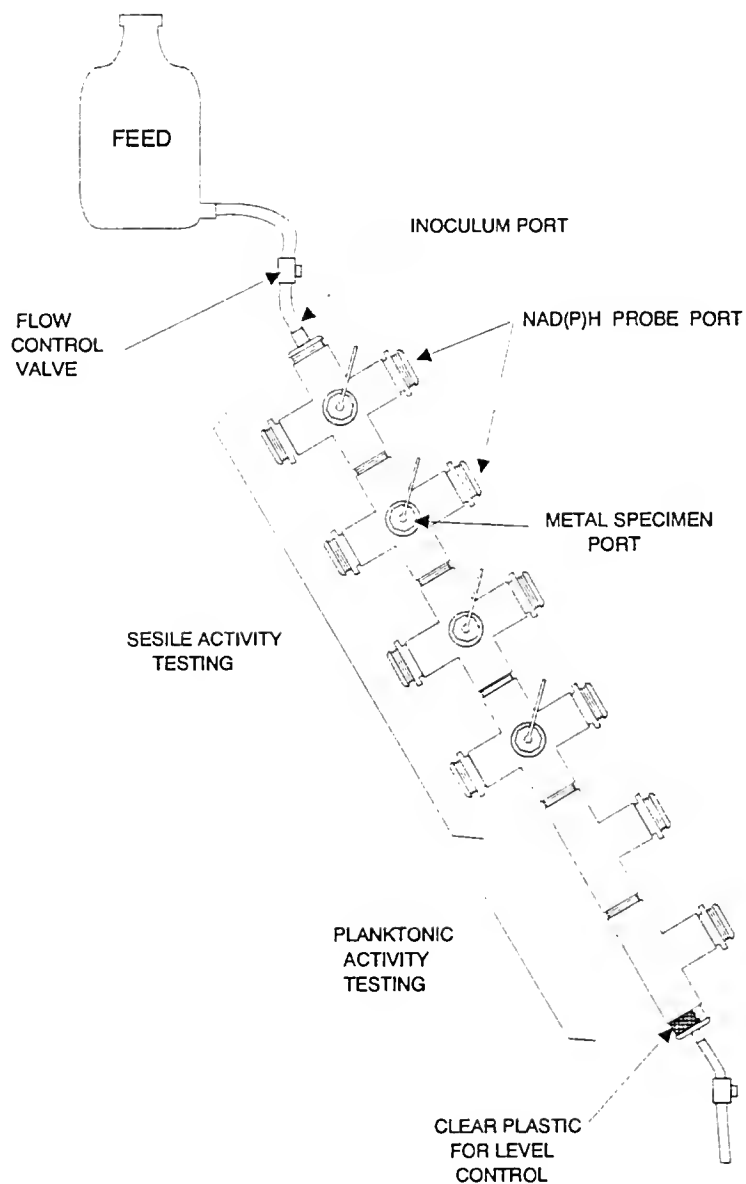 FEED
INOCULUM PORT
FLOW
CONTROL
VALVE
NAD(P)H PROBE PORT
METAL SPECIMEN
PORT
SESILE ACTIVITY
TESTING
PLANKTONIC
ACTIVITY
TESTING
CLEAR PLASTIC
FOR LEVEL
CONTROL